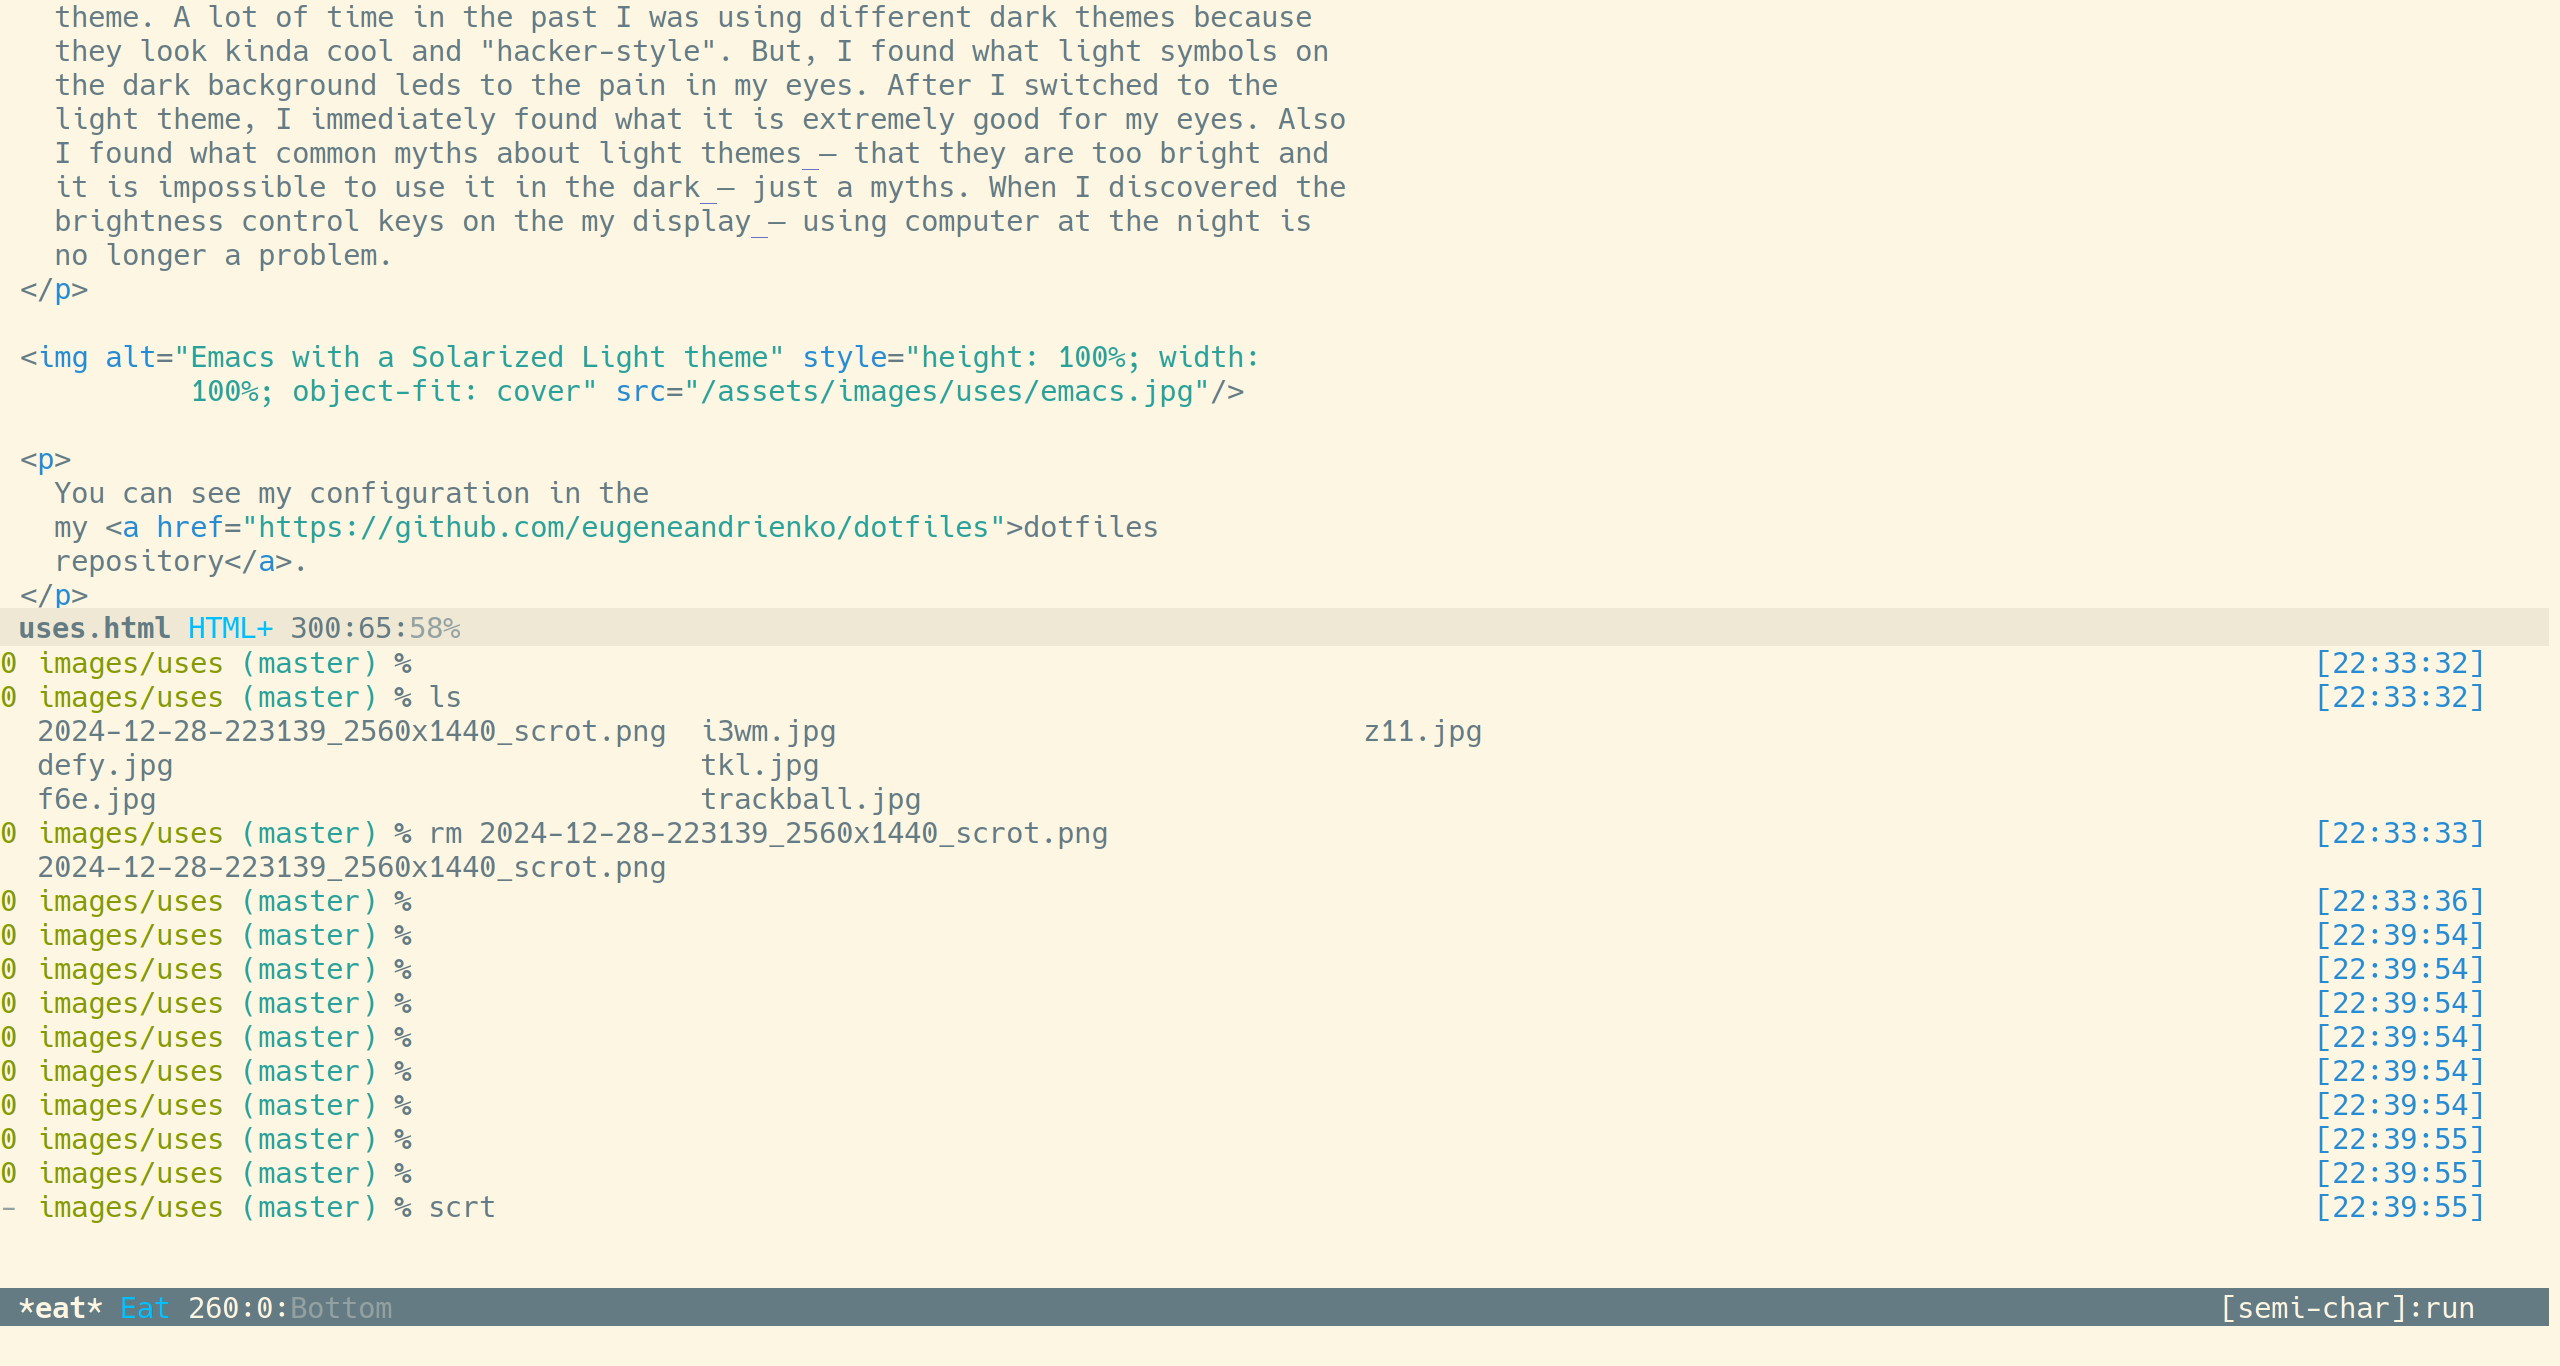 theme. A lot of time in the past I was using different dark themes because
they look kinda cool and "hacker-style". But, I found what light symbols on
the dark background leds to the pain in my eyes. After I switched to the
light theme, I immediately found what it is extremely good for my eyes. Also
I found what common myths about light themes_— that they are too bright and
it is impossible to use it in the dark_— just a myths. When I discovered the
brightness control keys on the my display_— using computer at the night is
no longer a problem.
</p>
<img alt="Emacs with a Solarized Light theme" style="height: 100%; width:
100%; object-fit: cover" src="/assets/images/uses/emacs.jpg"/>
<p>
You can see my configuration in the
my <a href="https://github.com/eugeneandrienko/dotfiles">dotfiles
repository</a>.
</p>
uses.html HTML+ 300:65:58%
0 images/uses (master) % [22:33:32]
0 images/uses (master) % ls [22:33:32]
2024-12-28-223139_2560x1440_scrot.png i3wm.jpg z11.jpg
defy.jpg tkl.jpg
f6e.jpg trackball.jpg
0 images/uses (master) % rm 2024-12-28-223139_2560x1440_scrot.png [22:33:33]
2024-12-28-223139_2560x1440_scrot.png
0 images/uses (master) % [22:33:36]
0 images/uses (master) % [22:39:54]
0 images/uses (master) % [22:39:54]
0 images/uses (master) % [22:39:54]
0 images/uses (master) % [22:39:54]
0 images/uses (master) % [22:39:54]
0 images/uses (master) % [22:39:54]
0 images/uses (master) % [22:39:55]
0 images/uses (master) % [22:39:55]
- images/uses (master) % scrt [22:39:55]
*eat* Eat 260:0:Bottom [semi-char]:run